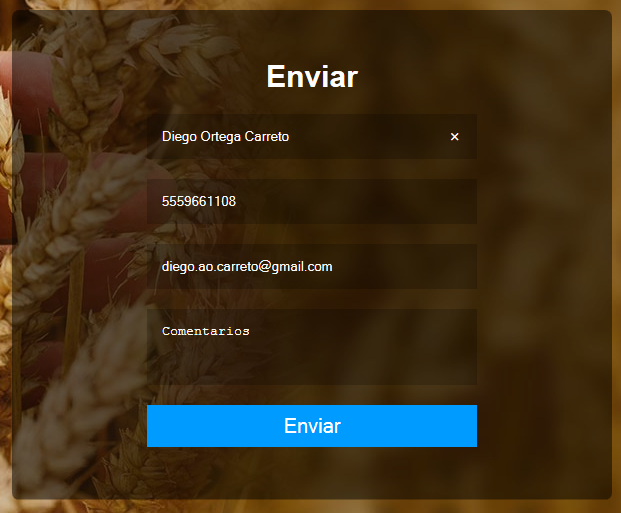 Enviar
Diego Ortega Carreto ×
5559661108
diego.ao.carreto@gmail.com
Comentarios
Enviar